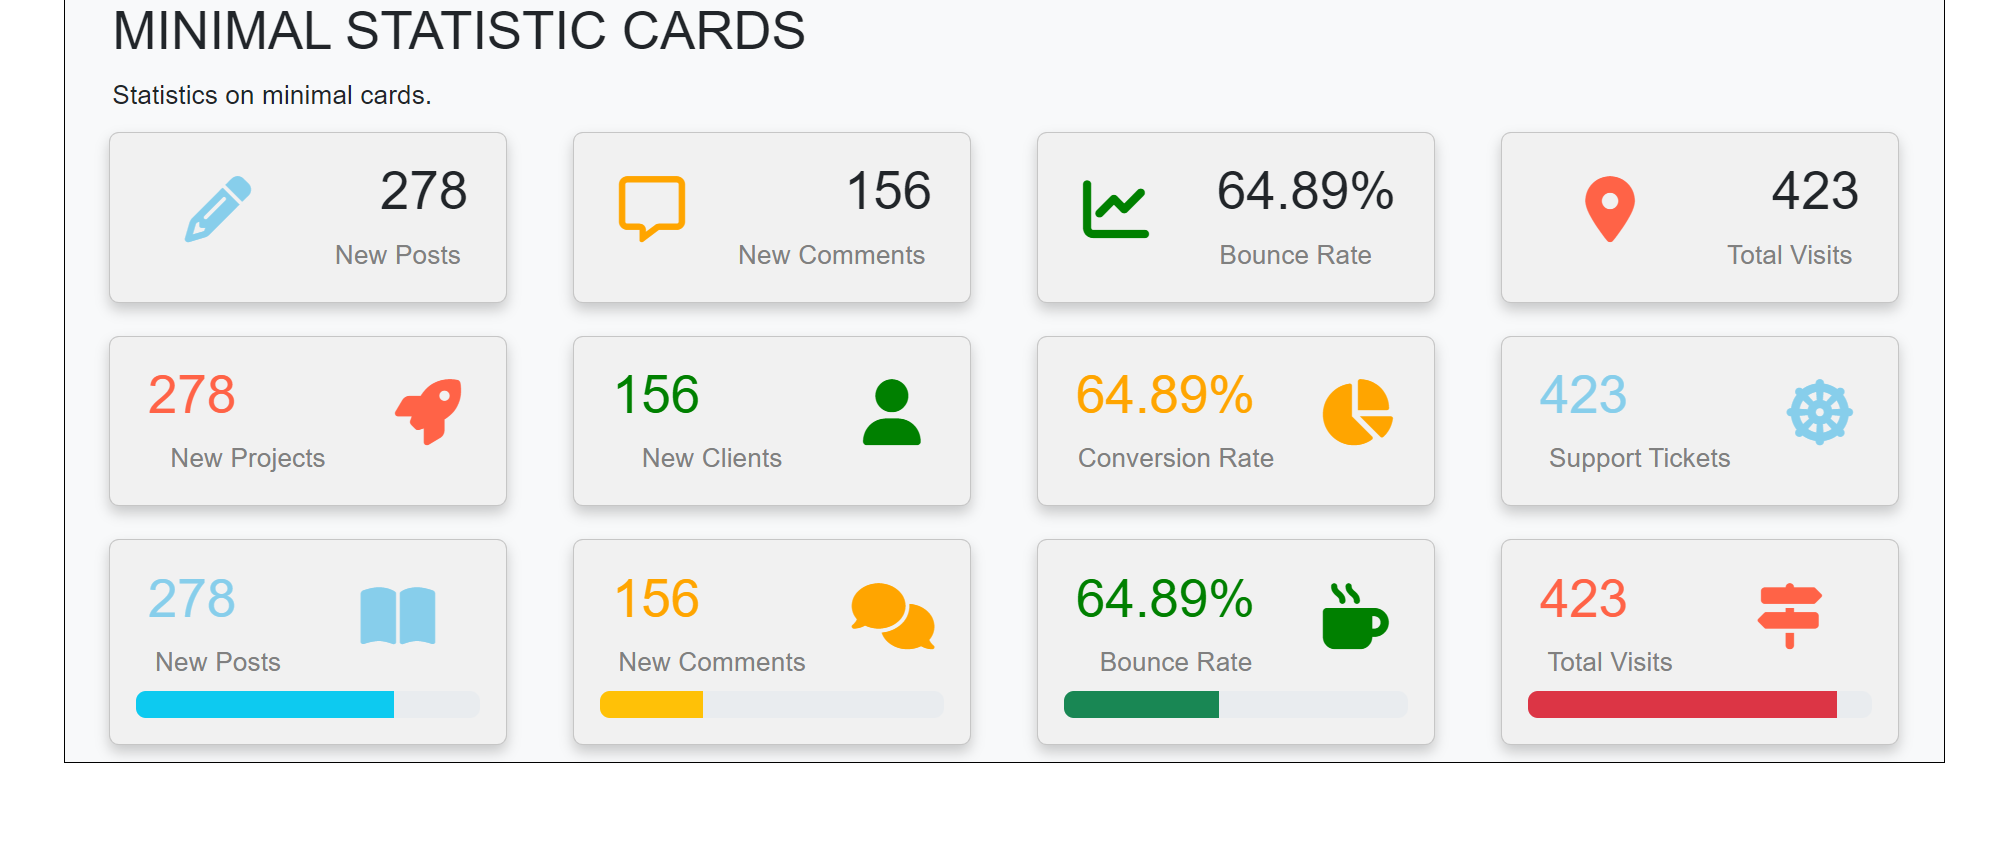 MINIMAL STATISTIC CARDS
Statistics on minimal cards.
278
New Posts
156
New Comments
64.89%
Bounce Rate
423
Total Visits
278
New Projects
156
New Clients
64.89%
Conversion Rate
423
Support Tickets
278
New Posts
156
New Comments
64.89%
Bounce Rate
423
Total Visits